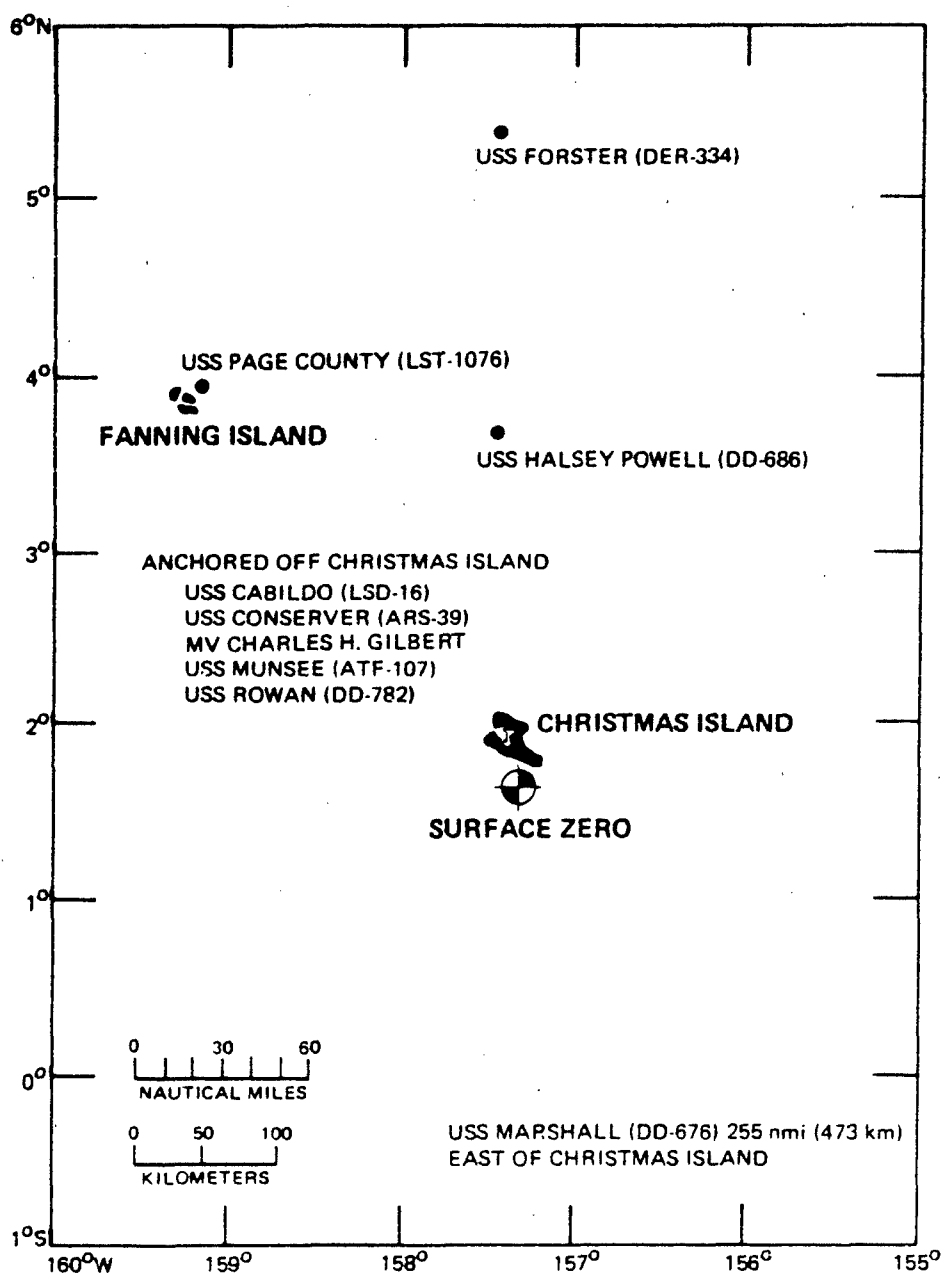 6°N
USS FORSTER (DER-334)
5°
USS PAGE COUNTY (LST-1076)
4°
FANNING ISLAND
USS HALSEY POWELL (DD-686)
3°
ANCHORED OFF CHRISTMAS ISLAND
USS CABILDO (LSD-16)
USS CONSERVER (ARS-39)
MV CHARLES H. GILBERT
USS MUNSEE (ATF-107)
USS ROWAN (DD-782)
2°
CHRISTMAS ISLAND
SURFACE ZERO
1°
0 30 60
NAUTICAL MILES
0°
0 50 100
KILOMETERS
USS MARSHALL (DD-676) 255 nmi (473 km)
EAST OF CHRISTMAS ISLAND
1°S
160°W 159° 158° 157° 156° 155°